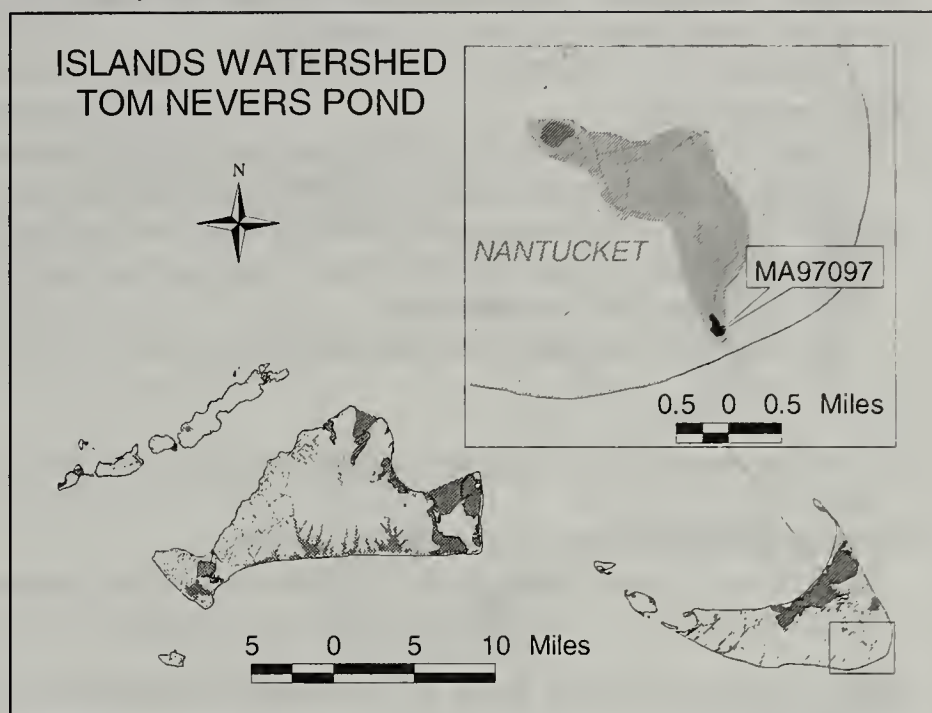 ISLANDS WATERSHED
TOM NEVERS POND
N
NANTUCKET
MA97097
0.5 0 0.5 Miles
5 0 5 10 Miles